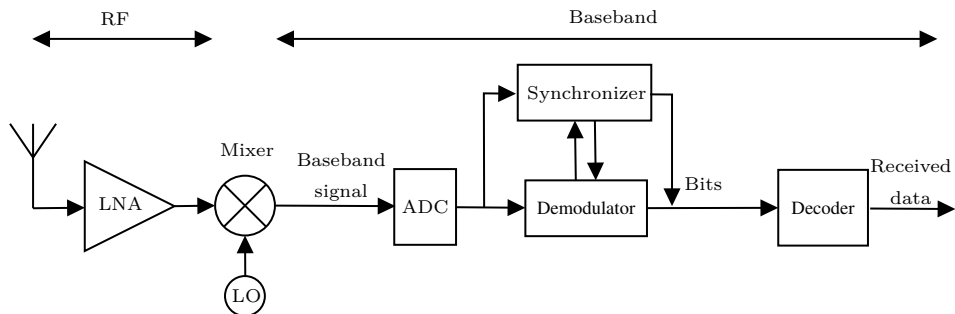 RF
Baseband
Synchronizer
Mixer
Baseband
signal
LNA
ADC
Demodulator
Bits
Decoder
Received
data
LO